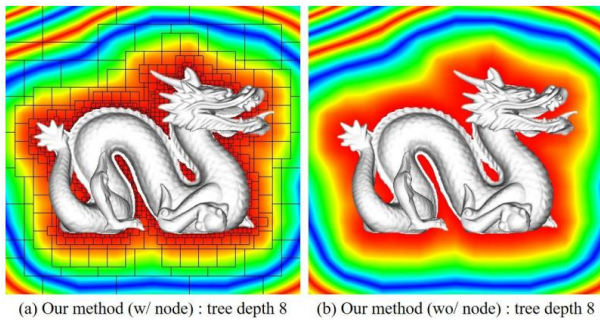 (a) Our method (w/ node) : tree depth 8
(b) Our method (wo/ node) : tree depth 8